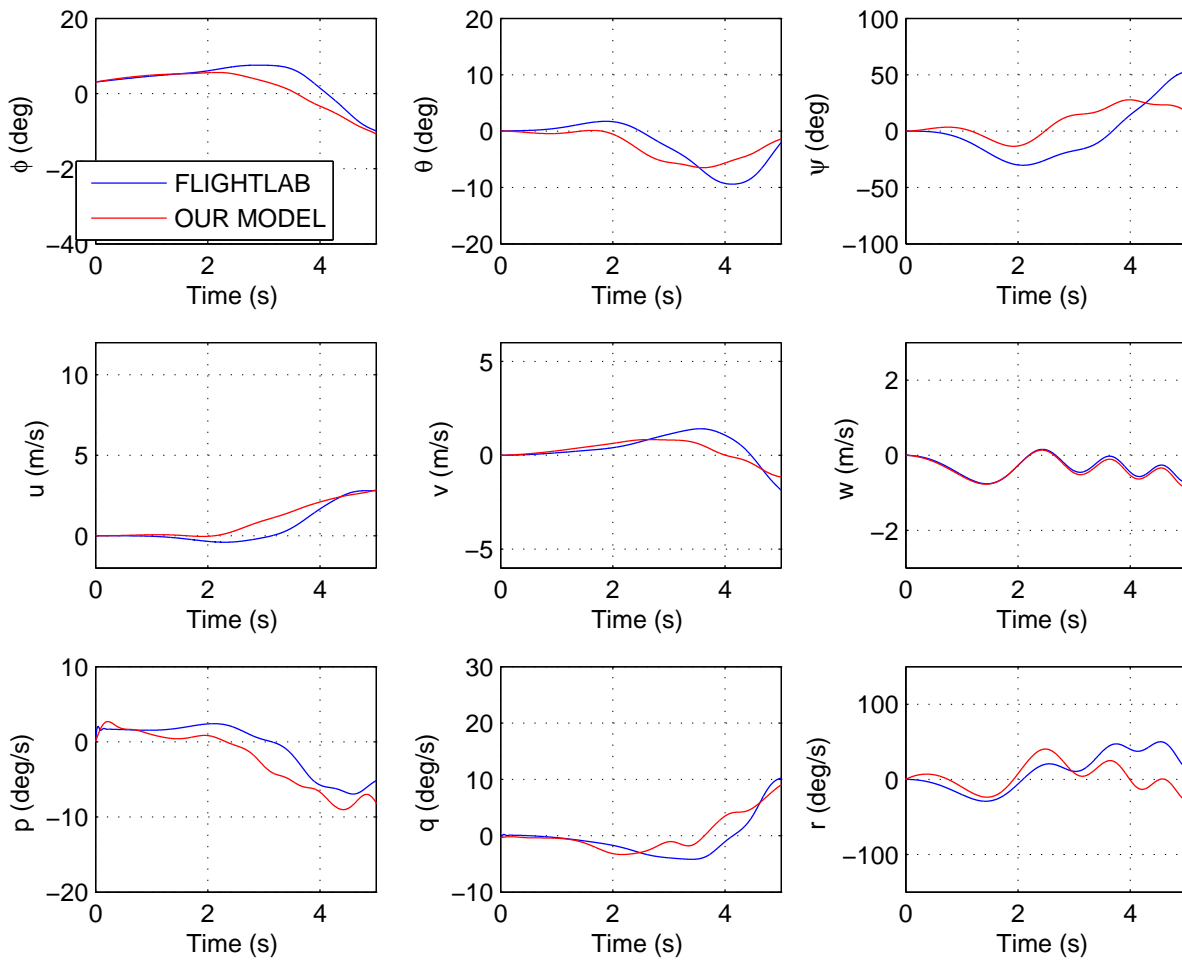 20
0
−20
−40
ϕ (deg)
FLIGHTLAB
OUR MODEL
0 2 4
Time (s)
20
10
0
−10
−20
θ (deg)
0 2 4
Time (s)
100
50
0
−50
−100
ψ (deg)
0 2 4
Time (s)
10
5
0
u (m/s)
0 2 4
Time (s)
5
0
−5
v (m/s)
0 2 4
Time (s)
2
0
−2
w (m/s)
0 2 4
Time (s)
10
0
−10
−20
p (deg/s)
0 2 4
Time (s)
30
20
10
0
−10
q (deg/s)
0 2 4
Time (s)
100
0
−100
r (deg/s)
0 2 4
Time (s)